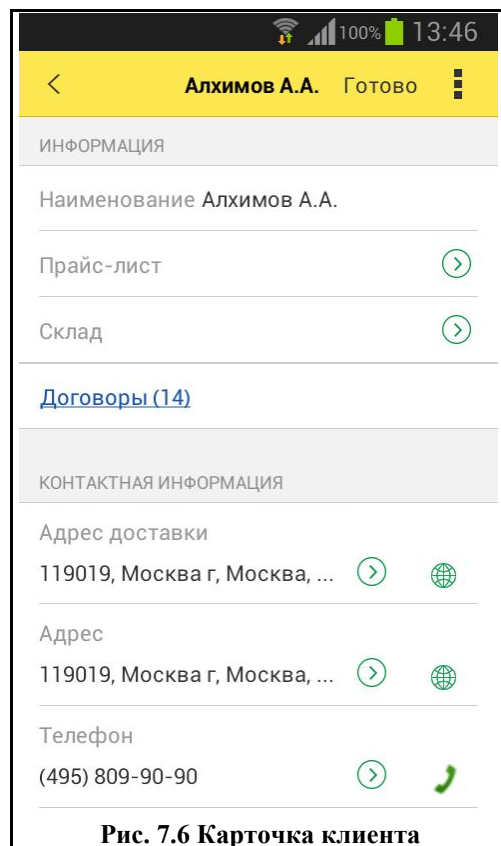 100% 13:46
Алхимов А.А. Готово
ИНФОРМАЦИЯ
Наименование Алхимов А.А.
Прайс-лист
Склад
Договоры (14)
КОНТАКТНАЯ ИНФОРМАЦИЯ
Адрес доставки
119019, Москва г, Москва, ...
Адрес
119019, Москва г, Москва, ...
Телефон
(495) 809-90-90
Рис. 7.6 Карточка клиента